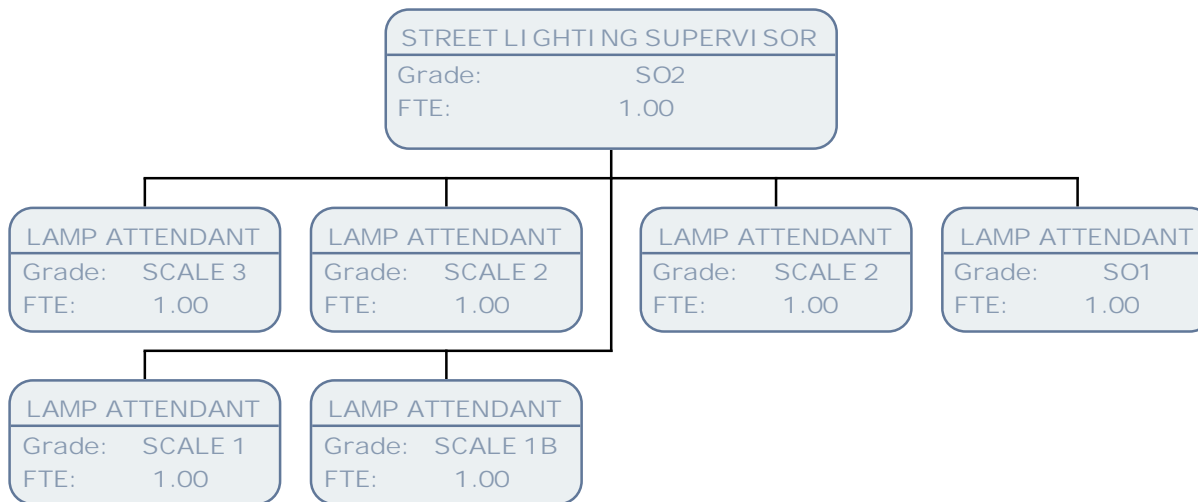 STREET LIGHTING SUPERVISOR
Grade: SO2
FTE: 1.00
LAMP ATTENDANT
Grade: SCALE 3
FTE: 1.00
LAMP ATTENDANT
Grade: SCALE 2
FTE: 1.00
LAMP ATTENDANT
Grade: SCALE 2
FTE: 1.00
LAMP ATTENDANT
Grade: SO1
FTE: 1.00
LAMP ATTENDANT
Grade: SCALE 1
FTE: 1.00
LAMP ATTENDANT
Grade: SCALE 1B
FTE: 1.00